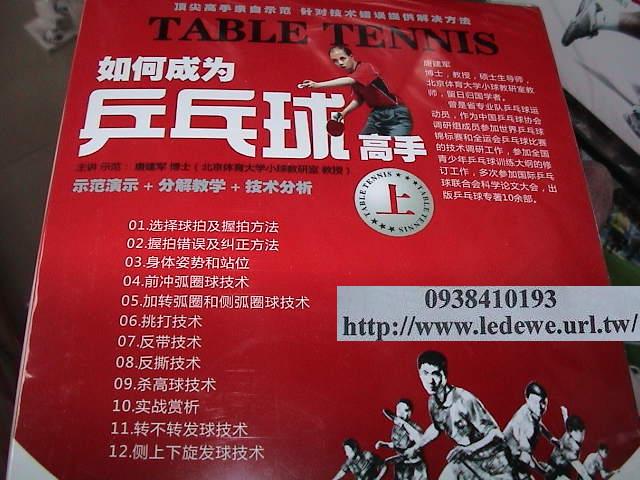 顶尖高手亲自示范 针对技术错误提供解决方法
TABLE TENNIS
如何成为
乒乓球
高手
主讲 示范： 唐建军 博士（北京体育大学小球教研室 教授）
示范演示+分解教学+技术分析
TABLE TENNIS
上
TABLE TENNIS
唐建军
博士，教授，硕士生导师，
北京体育大学小球教研室教
师，留日归国学者。
曾是省专业队乒乓球运
动员，作为中国乒乓球协会
调研组成员参加世界乒乓球
锦标赛和全运会乒乓球比赛
的技术调研工作，参加全国
青少年乒乓球训练大纲的修
订工作，多次参加国际乒乓
球联合会科学论文大会，出
版乒乓球专著10余部。
01.选择球拍及握拍方法
02.握拍错误及纠正方法
03.身体姿势和站位
04.前冲弧圈球技术
05.加转弧圈和侧弧圈球技术
06.挑打技术
07.反带技术
08.反撕技术
09.杀高球技术
10.实战赏析
11.转不转发球技术
12.侧上下旋发球技术
0938410193
http://www.ledewe.url.tw/